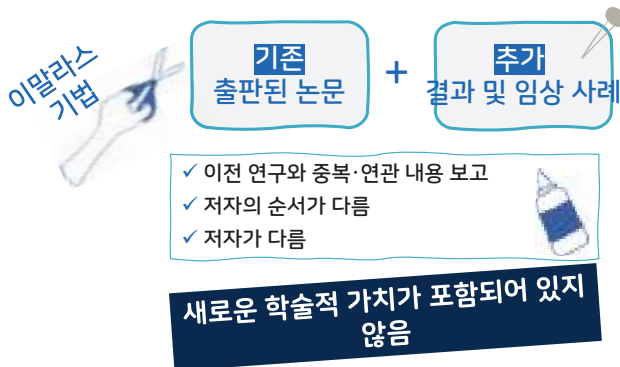 이말라스
기법
기존
출판된 논문
+
추가
결과 및 임상 사례
✓ 이전 연구와 중복·연관 내용 보고
✓ 저자의 순서가 다름
✓ 저자가 다름
새로운 학술적 가치가 포함되어 있지
않음